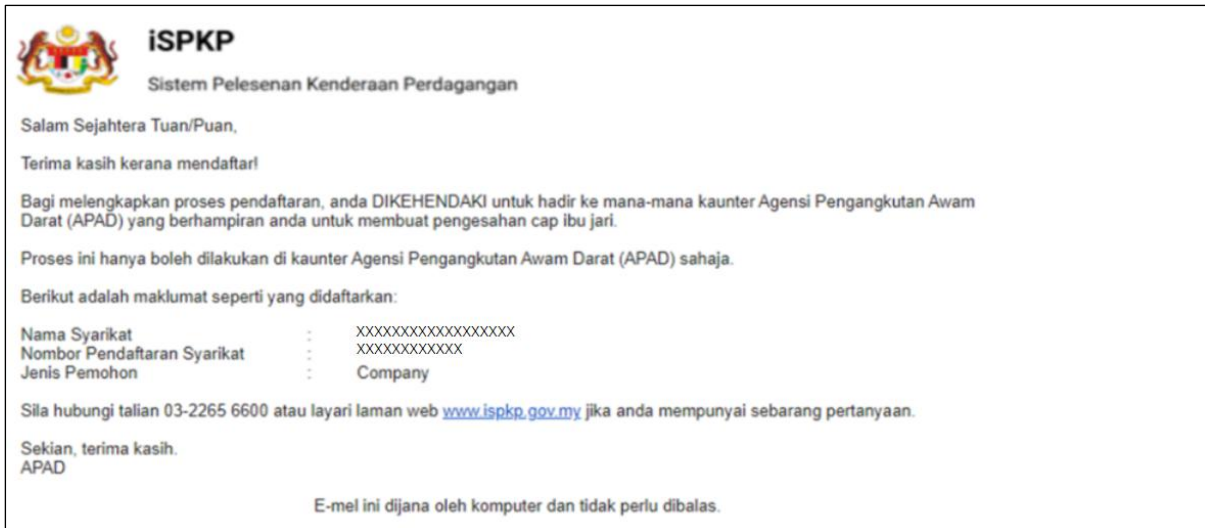 iSPKP
Sistem Pelesenan Kenderaan Perdagangan
Salam Sejahtera Tuan/Puan,
Terima kasih kerana mendaftar!
Bagi melengkapkan proses pendaftaran, anda DIKEHENDAKI untuk hadir ke mana-mana kaunter Agensi Pengangkutan Awam
Darat (APAD) yang berhampiran anda untuk membuat pengesahan cap ibu jari.
Proses ini hanya boleh dilakukan di kaunter Agensi Pengangkutan Awam Darat (APAD) sahaja.
Berikut adalah maklumat seperti yang didaftarkan:
Nama Syarikat : XXXXXXXXXXXXXXXXXX
Nombor Pendaftaran Syarikat : XXXXXXXXXXXX
Jenis Pemohon : Company
Sila hubungi talian 03-2265 6600 atau layari laman web www.ispkp.gov.my jika anda mempunyai sebarang pertanyaan.
Sekian, terima kasih.
APAD
E-mel ini dijana oleh komputer dan tidak perlu dibalas.